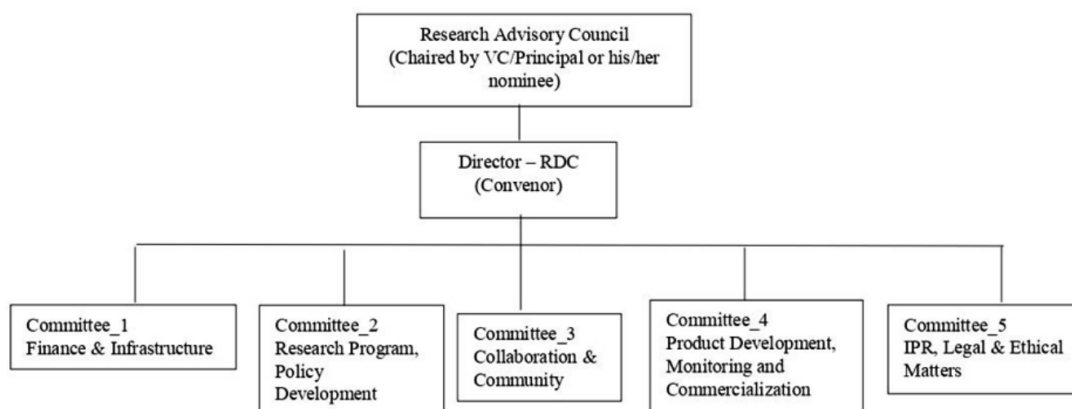 Research Advisory Council
(Chaired by VC/Principal or his/her
nominee)
Director – RDC
(Convenor)
Committee_1
Finance & Infrastructure
Committee_2
Research Program,
Policy
Development
Committee_3
Collaboration &
Community
Committee_4
Product Development,
Monitoring and
Commercialization
Committee_5
IPR, Legal & Ethical
Matters